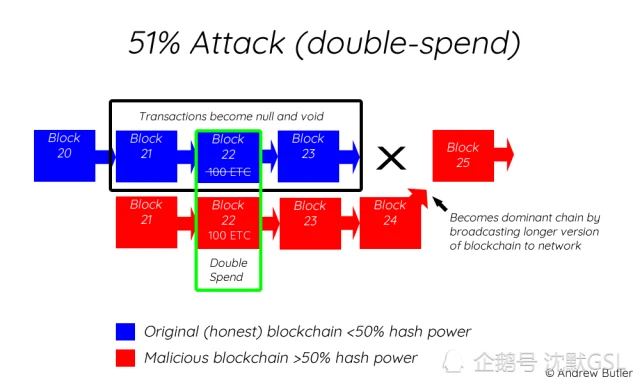 51% Attack (double-spend)
Transactions become null and void
Block
20
Block
21
Block
22
-100 ETC
Block
23
Block
25
Block
21
Block
22
100 ETC
Block
23
Block
24
Becomes dominant chain by
broadcasting longer version
of blockchain to network
Double
Spend
Original (honest) blockchain <50% hash power
Malicious blockchain >50% hash power
企鹅号 沈默GSL
© Andrew Butler